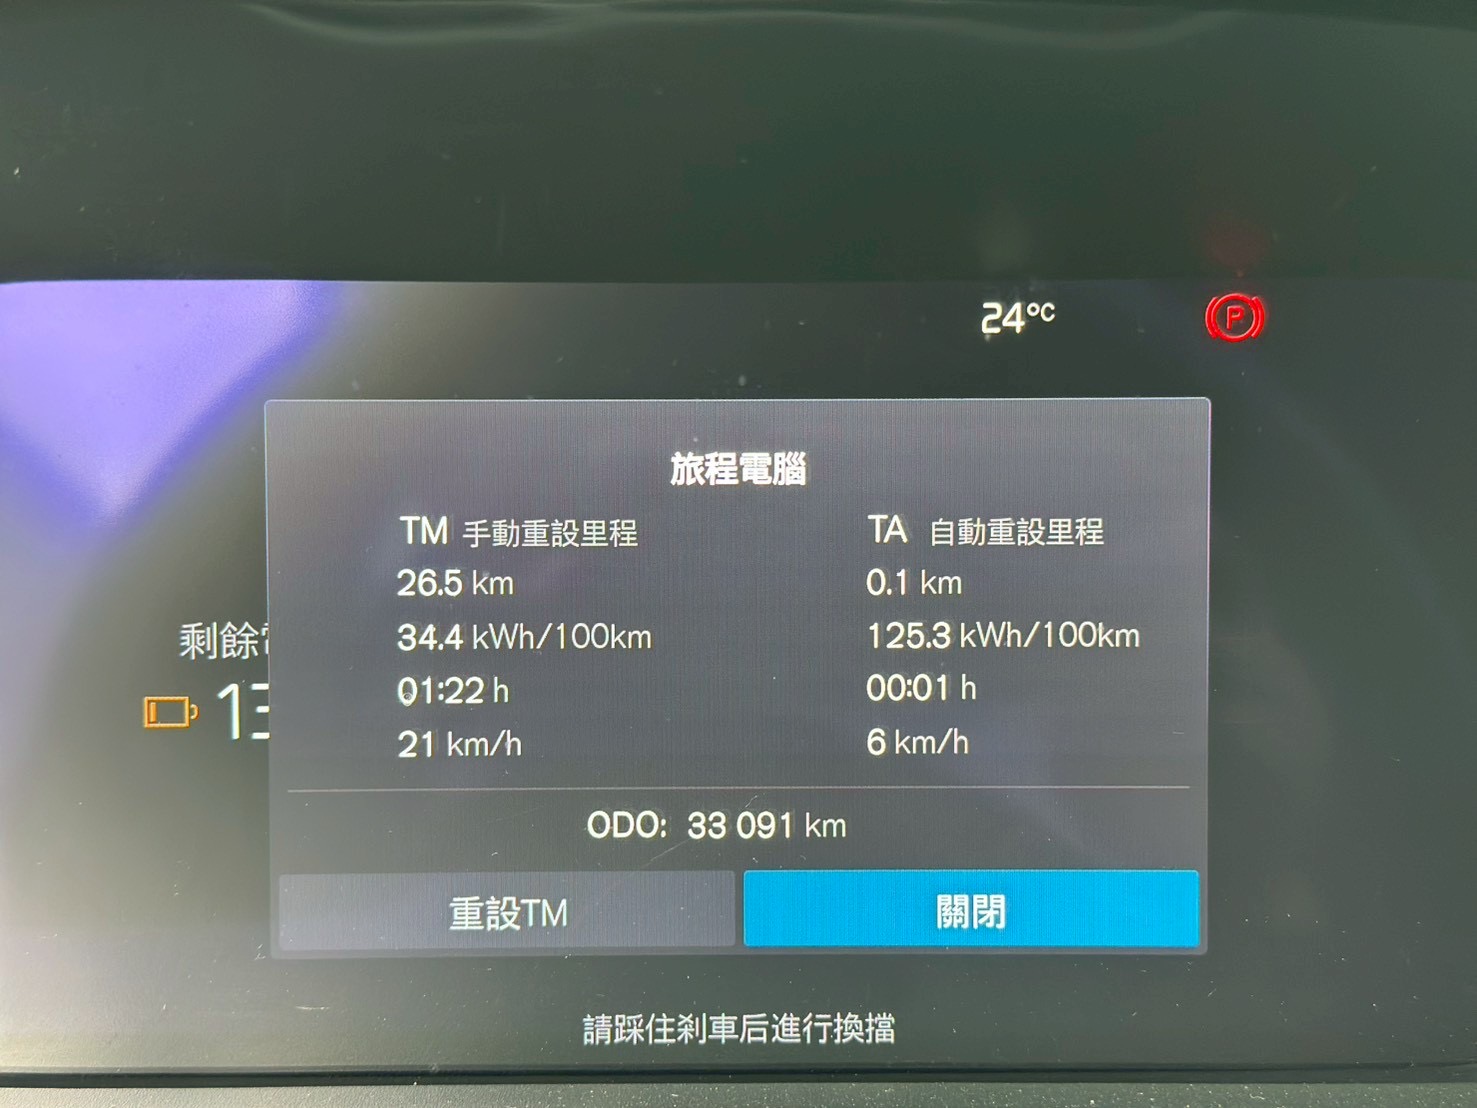 24°C
P
旅程電腦
TM 手動重設里程
26.5 km
34.4 kWh/100km
01:22 h
21 km/h
TA 自動重設里程
0.1 km
125.3 kWh/100km
00:01 h
6 km/h
剩餘
13
ODO: 33 091 km
重設TM
關閉
請踩住剎車后進行換擋